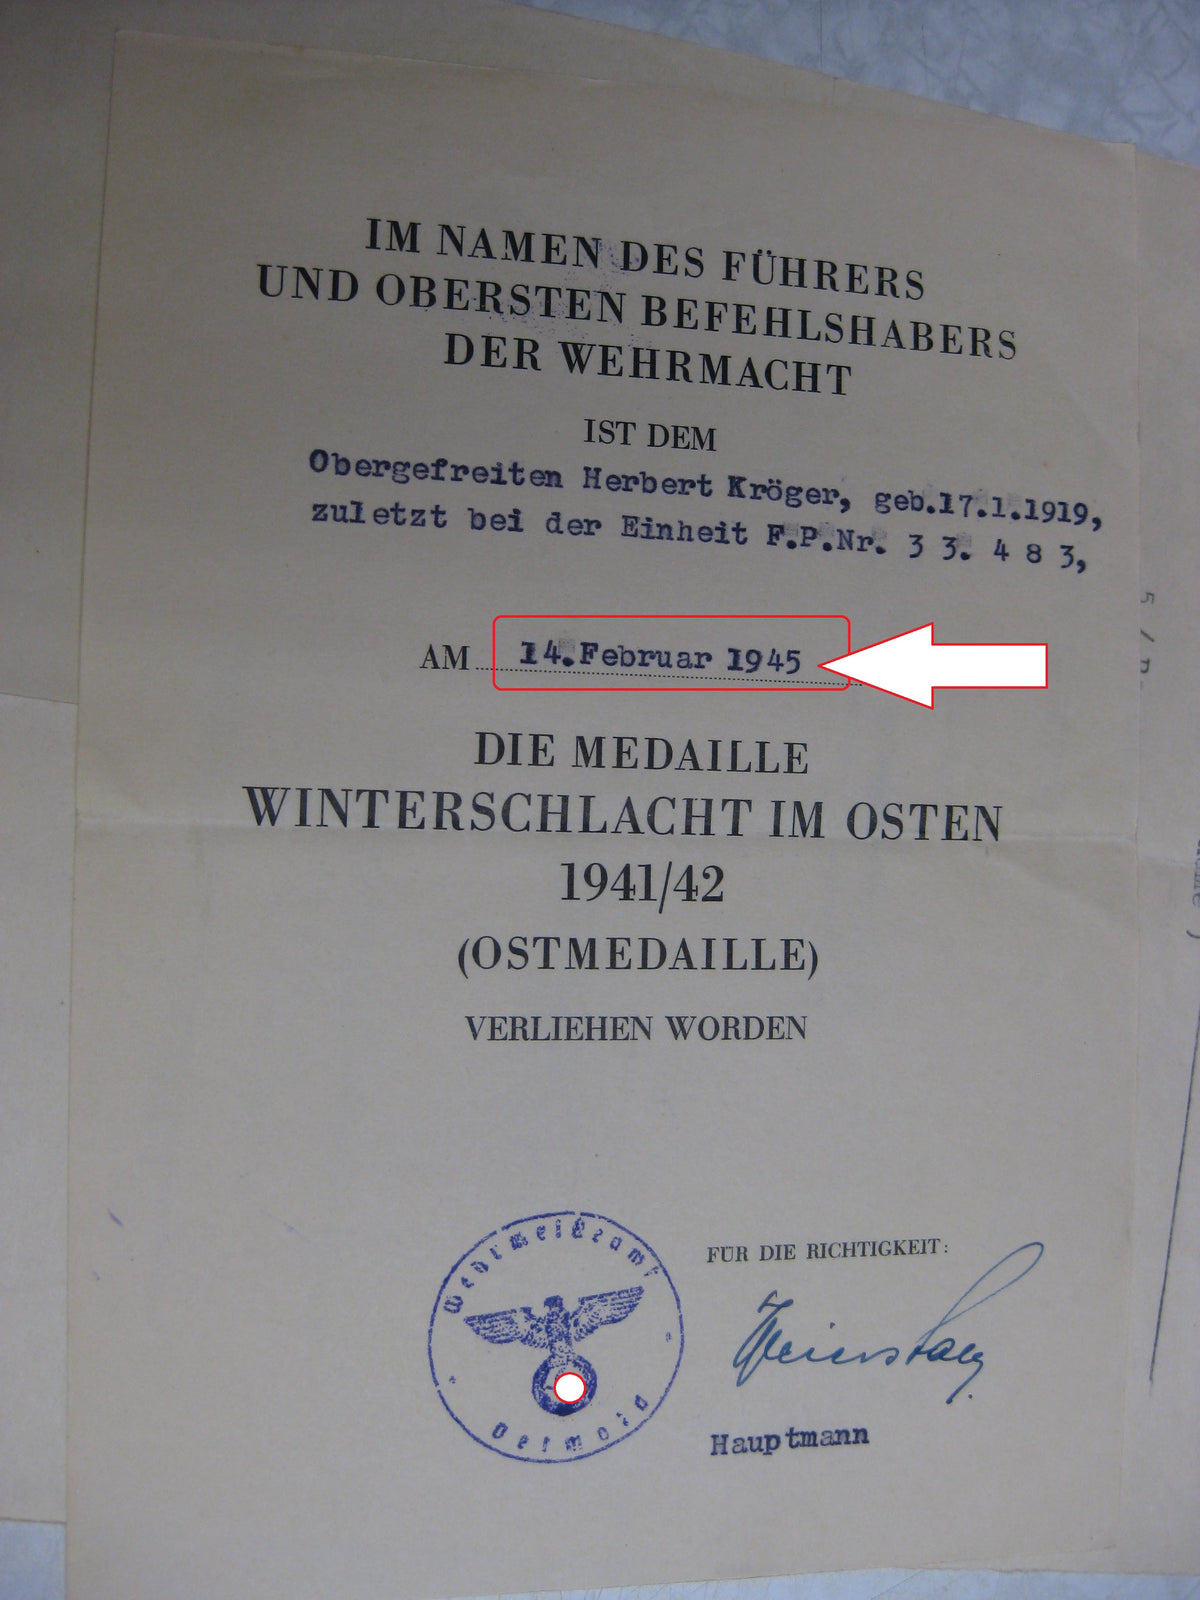 IM NAMEN DES FÜHRERS
UND OBERSTEN BEFEHLSHABERS
DER WEHRMACHT
IST DEM
Obergefreiten Herbert Kröger, geb.17.1.1919,
zuletzt bei der Einheit F.P.Nr. 3 3. 4 8 3,
AM 14.Februar 1945
DIE MEDAILLE
WINTERSCHLACHT IM OSTEN
1941/42
(OSTMEDAILLE)
VERLIEHEN WORDEN
Wehrmeldeamt
Detmold
FÜR DIE RICHTIGKEIT:
Hauptmann